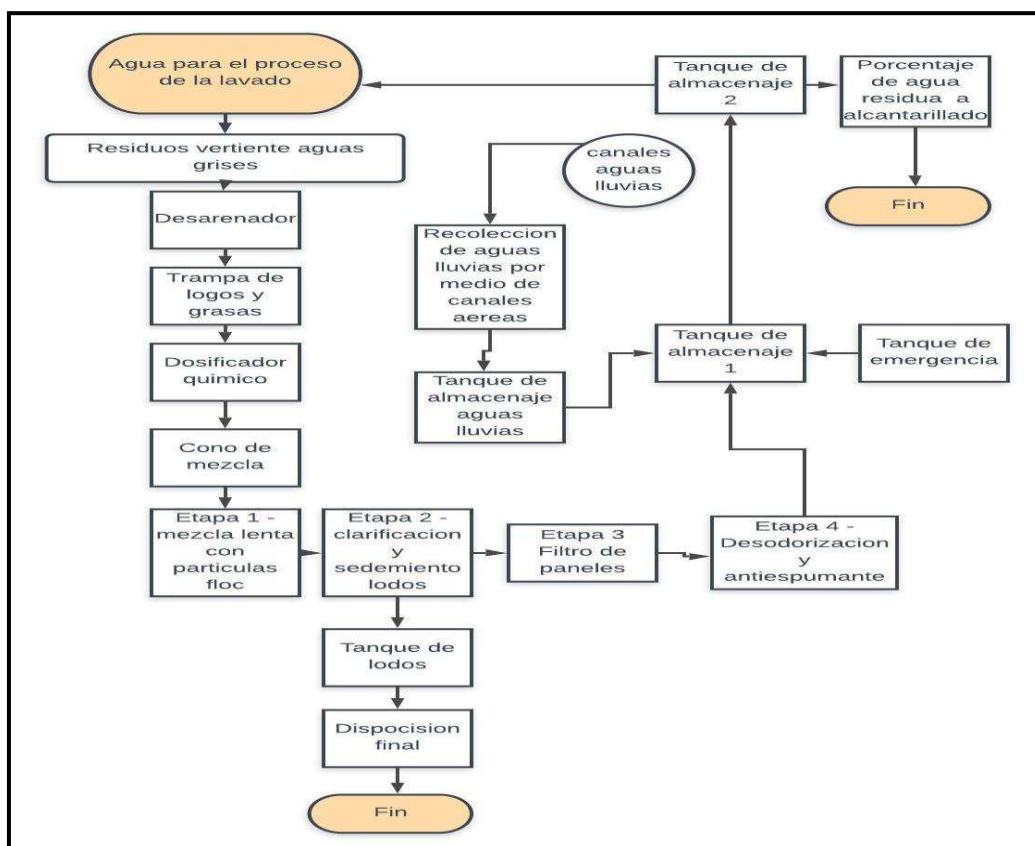 Agua para el proceso
de la lavado
Tanque de
almacenaje
2
Porcentaje
de agua
residua a
alcantarillado
Residuos vertiente aguas
grises
canales
aguas
lluvias
Fin
Desarenador
Recoleccion
de aguas
lluvias por
medio de
canales
aereas
Trampa de
logos y
grasas
Tanque de
almacenaje
1
Tanque de
emergencia
Dosificador
quimico
Tanque de
almacenaje
aguas
lluvias
Cono de
mezcla
Etapa 1 -
mezcla lenta
con
particulas
floc
Etapa 2 -
clarificacion
y
sedemiento
lodos
Etapa 3
Filtro de
paneles
Etapa 4 -
Desodorizacion
y
antiespumante
Tanque de
lodos
Dispocision
final
Fin